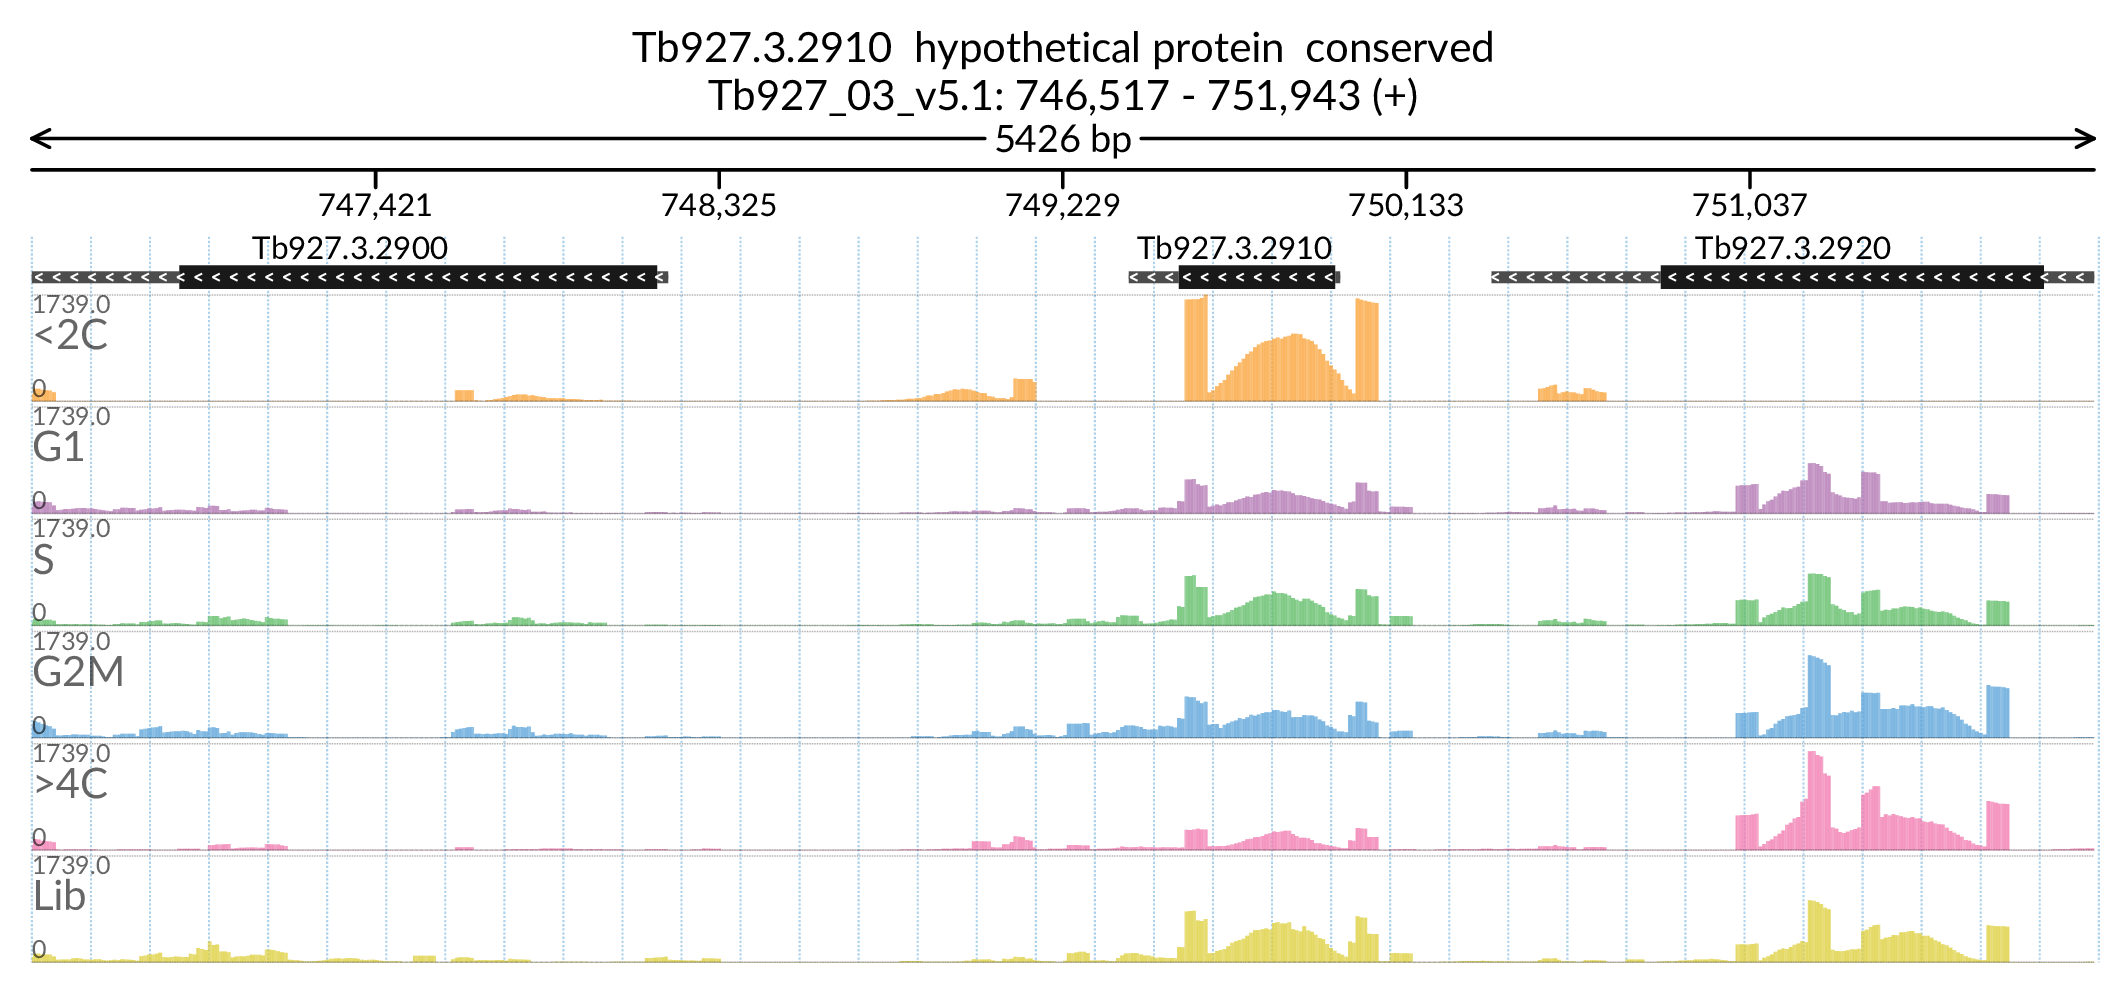 Tb927.3.2910 hypothetical protein conserved
Tb927_03_v5.1: 746,517 - 751,943 (+)
5426 bp
747,421 748,325 749,229 750,133 751,037
Tb927.3.2900 Tb927.3.2910 Tb927.3.2920
1739.0
<2C
0
1739.0
G1
0
1739.0
S
0
1739.0
G2M
0
1739.0
>4C
0
1739.0
Lib
0